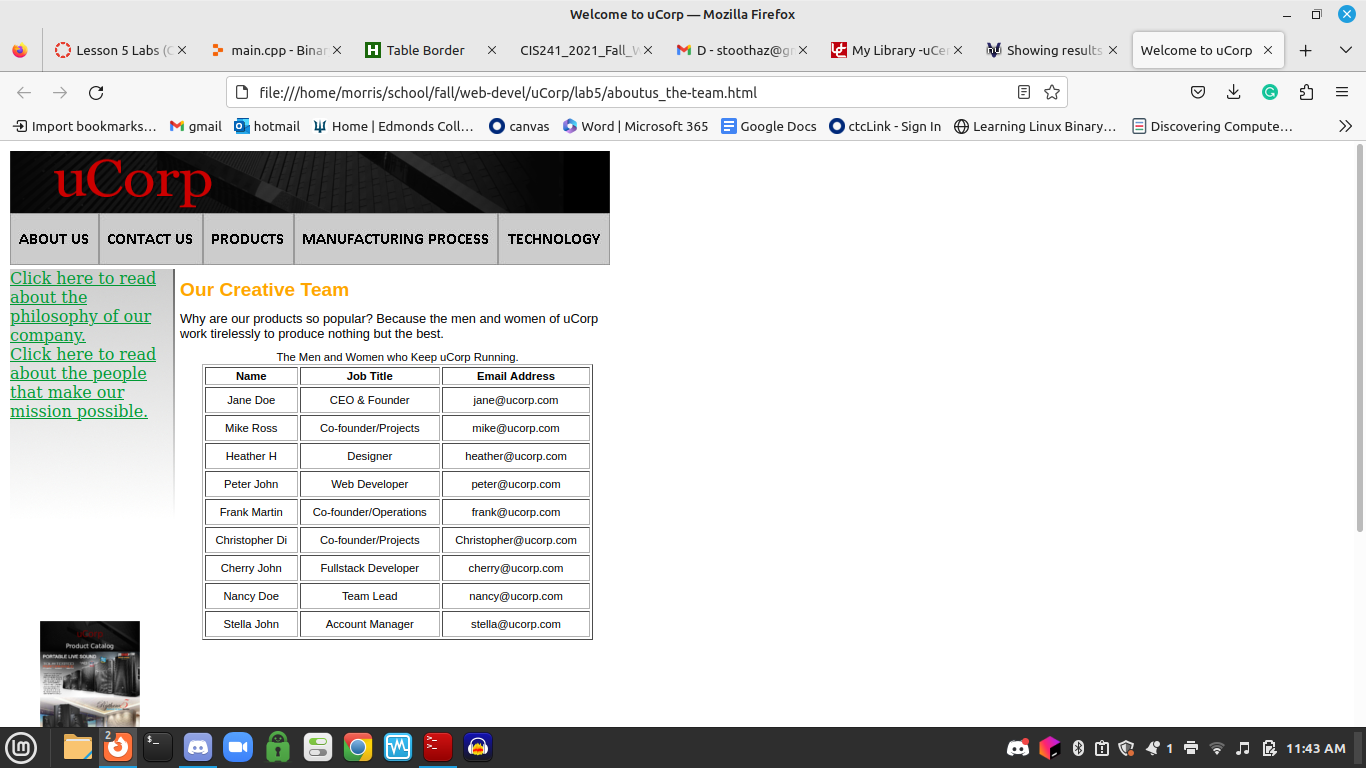 Welcome to uCorp — Mozilla Firefox
Lesson 5 Labs (C
main.cpp - Binar
Table Border
CIS241_2021_Fall_W
D - stoothaz@gr
My Library -uCer
Showing results
Welcome to uCorp
file:///home/morris/school/fall/web-devel/uCorp/lab5/aboutus_the-team.html
Import bookmarks…
gmail
hotmail
Home | Edmonds Coll…
canvas
Word | Microsoft 365
Google Docs
ctcLink - Sign In
Learning Linux Binary…
Discovering Compute…
uCorp
ABOUT US
CONTACT US
PRODUCTS
MANUFACTURING PROCESS
TECHNOLOGY
Click here to read
about the
philosophy of our
company.
Click here to read
about the people
that make our
mission possible.
Our Creative Team
Why are our products so popular? Because the men and women of uCorp
work tirelessly to produce nothing but the best.
The Men and Women who Keep uCorp Running.
Name Job Title Email Address
Jane Doe CEO & Founder jane@ucorp.com
Mike Ross Co-founder/Projects mike@ucorp.com
Heather H Designer heather@ucorp.com
Peter John Web Developer peter@ucorp.com
Frank Martin Co-founder/Operations frank@ucorp.com
Christopher Di Co-founder/Projects Christopher@ucorp.com
Cherry John Fullstack Developer cherry@ucorp.com
Nancy Doe Team Lead nancy@ucorp.com
Stella John Account Manager stella@ucorp.com
uCorp
Product Catalog
PORTABLE LIVE SOUND
2
1
11:43 AM